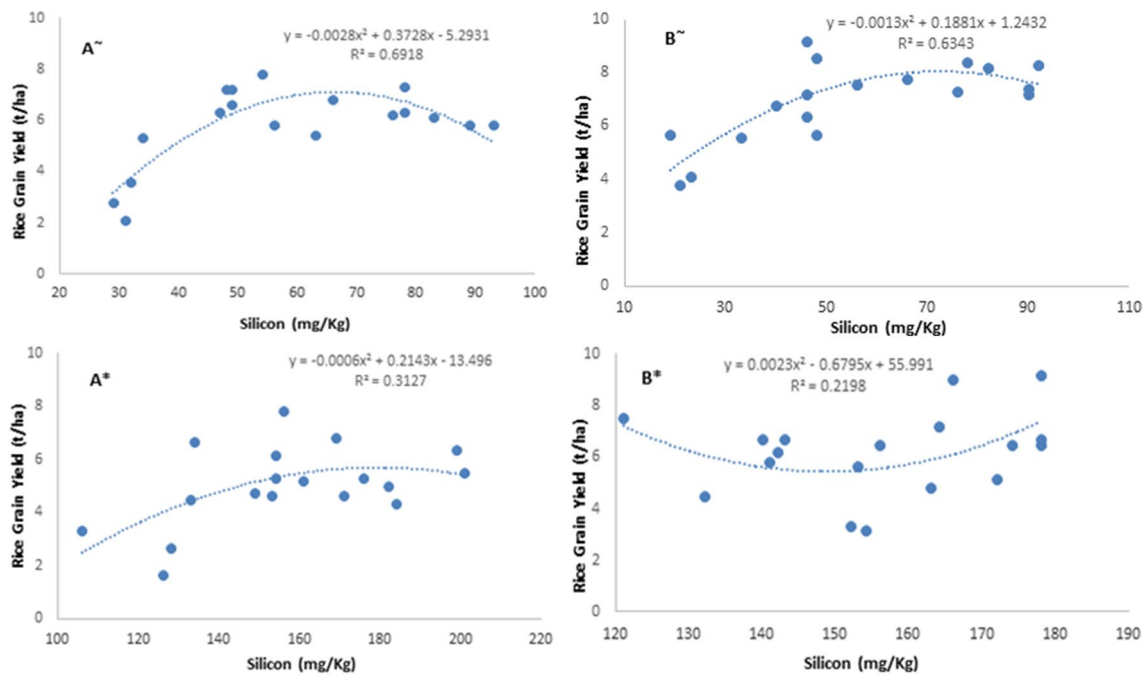 A~
y = -0.0028x² + 0.3728x - 5.2931
R² = 0.6918
Rice Grain Yield (t/ha)
10
8
6
4
2
0
20 30 40 50 60 70 80 90 100
Silicon (mg/Kg)
B~
y = -0.0013x² + 0.1881x + 1.2432
R² = 0.6343
Rice Grain Yield (t/ha)
10
8
6
4
2
0
10 30 50 70 90 110
Silicon (mg/Kg)
A*
y = -0.0006x² + 0.2143x - 13.496
R² = 0.3127
Rice Grain Yield (t/ha)
10
8
6
4
2
0
100 120 140 160 180 200 220
Silicon (mg/Kg)
B*
y = 0.0023x² - 0.6795x + 55.991
R² = 0.2198
Rice Grain Yield (t/ha)
10
8
6
4
2
0
120 130 140 150 160 170 180 190
Silicon (mg/Kg)